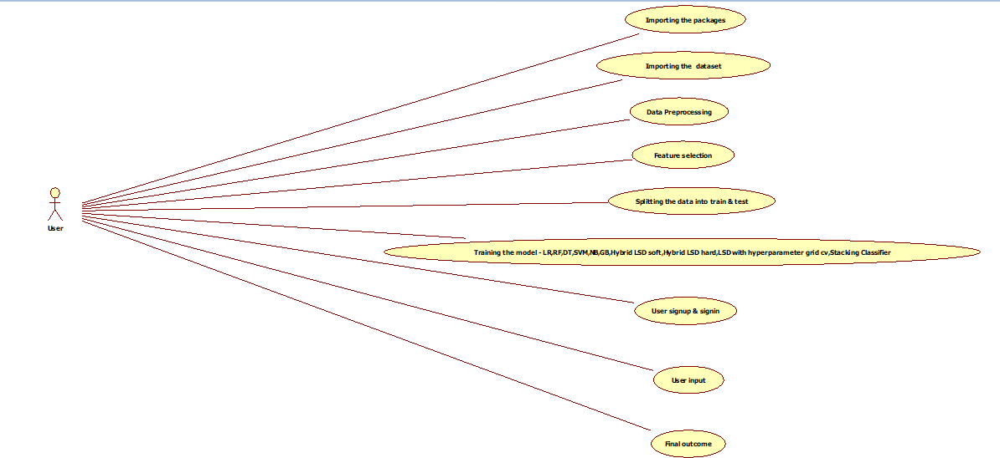 Importing the packages
Importing the dataset
Data Preprocessing
Feature selection
Splitting the data into train & test
User
Training the model - LR,RF,DT,SVM,NB,GB,Hybrid LSD soft,Hybrid LSD hard,LSD with hyperparameter grid cv,Stacking Classifier
User signup & signin
User input
Final outcome